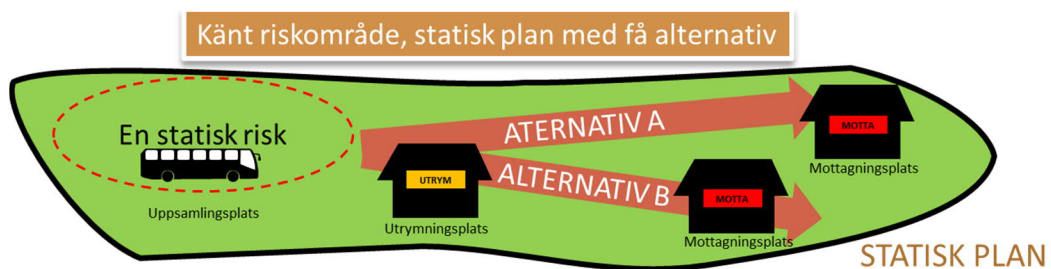 Känt riskområde, statisk plan med få alternativ
En statisk risk
Uppsamlingsplats
UTRYM
Utrymningsplats
ATERNATIV A
ALTERNATIV B
MOTTA
Mottagningsplats
MOTTA
Mottagningsplats
STATISK PLAN